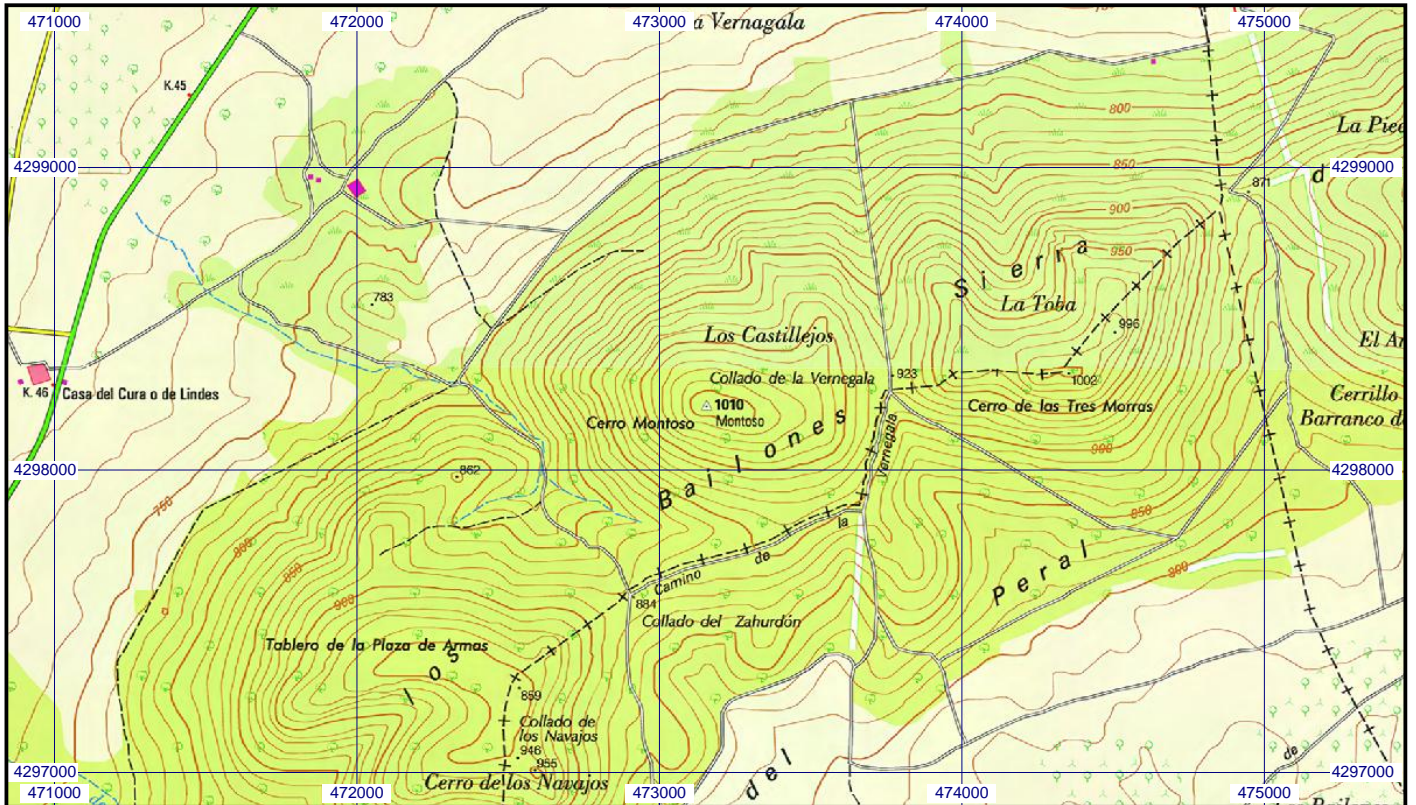 471000
472000
473000
474000
475000
a Vernagala
K.45
800
La Pie
4299000
850
d
4299000
871
900
950
Sierra
783
La Toba
996
Los Castillejos
El A
Collado de la Vernegala
923
1002
K. 46
Casa del Cura o de Lindes
1010
Montoso
Cerro Montoso
Cerro de las Tres Morras
Cerrillo
Barranco d
Bailones
Vernegala
900
4298000
862
4298000
750
850
la
800
de
850
Camino
Peral
800
900
884
Collado del Zahurdón
Tablero de la Plaza de Armas
los
859
Collado de
los Navajos
946
955
de
del
4297000
Cerro de los Navajos
4297000
471000
472000
473000
474000
475000